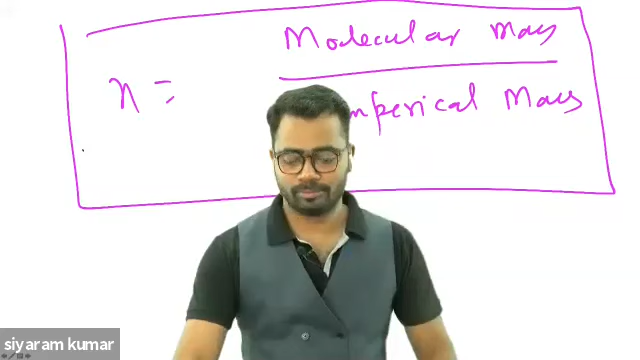 Molecular mass
n =
mperical Mass
siyaram kumar